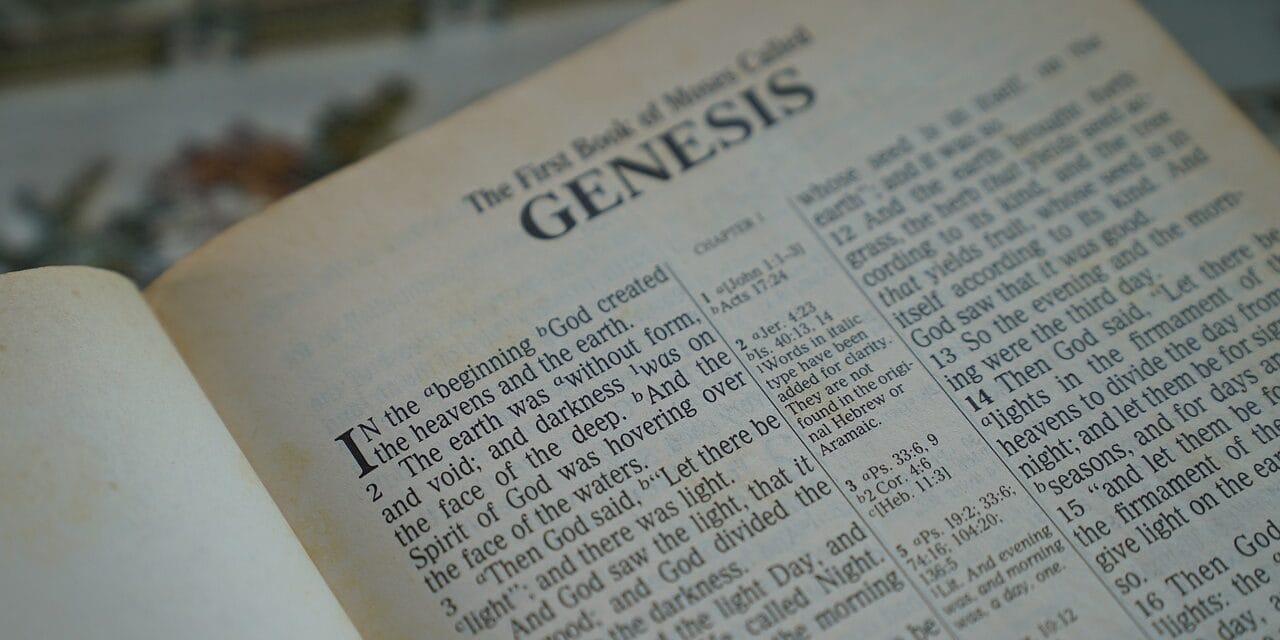 The First Book of Moses Called
GENESIS
IN the ᵃbeginning ᵇGod created
the heavens and the earth.
2 The earth was ᵃwithout form,
and void; and darkness ¹was on
the face of the deep. ᵇAnd the
Spirit of God was hovering over
the face of the waters.
3 ᵃThen God said, ᵇ“Let there be
ᶜlight”; and there was light.
And God saw the light, that it
good; and God divided the
the darkness.
the light Day, and
called Night.
the morning
CHAPTER 1
1 ᵃ[John 1:1–3]
ᵇActs 17:24
2 ᵃJer. 4:23
ᵇIs. 40:13, 14
¹Words in italic
type have been
added for clarity.
They are not
found in the origi-
nal Hebrew or
Aramaic.
3 ᵃPs. 33:6, 9
ᵇ2 Cor. 4:6
ᶜ[Heb. 11:3]
5 ᵃPs. 19:2; 33:6;
74:16; 104:20;
136:5
¹Lit. And evening
was, and morning
was, a day, one.
10:12
whose seed is in itself, on the
earth”; and it was so.
12 And the earth brought forth
grass, the herb that yields seed ac-
cording to its kind, and the tree
that yields fruit, whose seed is in
itself according to its kind. And
God saw that it was good.
13 So the evening and the morn-
ing were the third day.
14 Then God said, “Let there be
ᵃlights in the firmament of the
heavens to divide the day from
night; and let them be for sig
ᵇseasons, and for days an
15 “and let them be fo
the firmament of the
give light on the ea
so.
16 Then God
lights: the
day, a